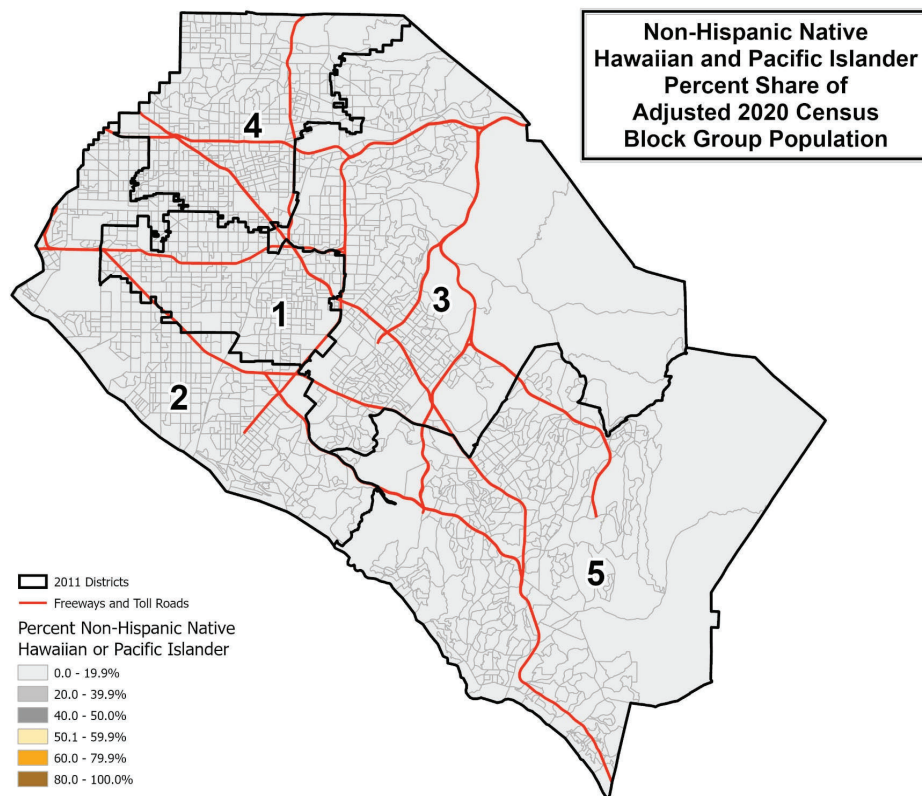 Non-Hispanic Native
Hawaiian and Pacific Islander
Percent Share of
Adjusted 2020 Census
Block Group Population
4
3
1
2
5
2011 Districts
Freeways and Toll Roads
Percent Non-Hispanic Native
Hawaiian or Pacific Islander
0.0 - 19.9%
20.0 - 39.9%
40.0 - 50.0%
50.1 - 59.9%
60.0 - 79.9%
80.0 - 100.0%